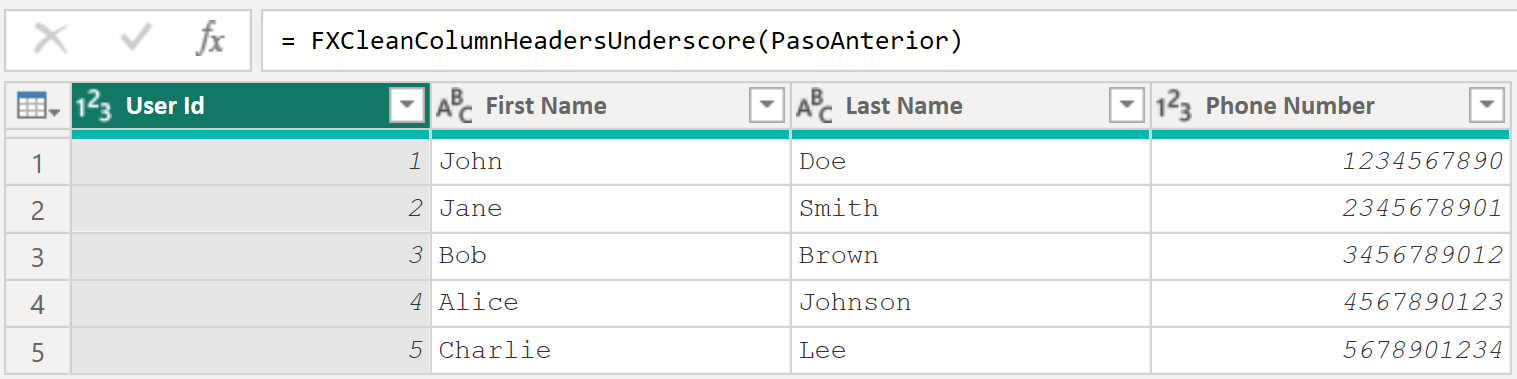 fx = FXCleanColumnHeadersUnderscore(PasoAnterior)
123 User Id ABC First Name ABC Last Name 123 Phone Number
1 1 John Doe 1234567890
2 2 Jane Smith 2345678901
3 3 Bob Brown 3456789012
4 4 Alice Johnson 4567890123
5 5 Charlie Lee 5678901234